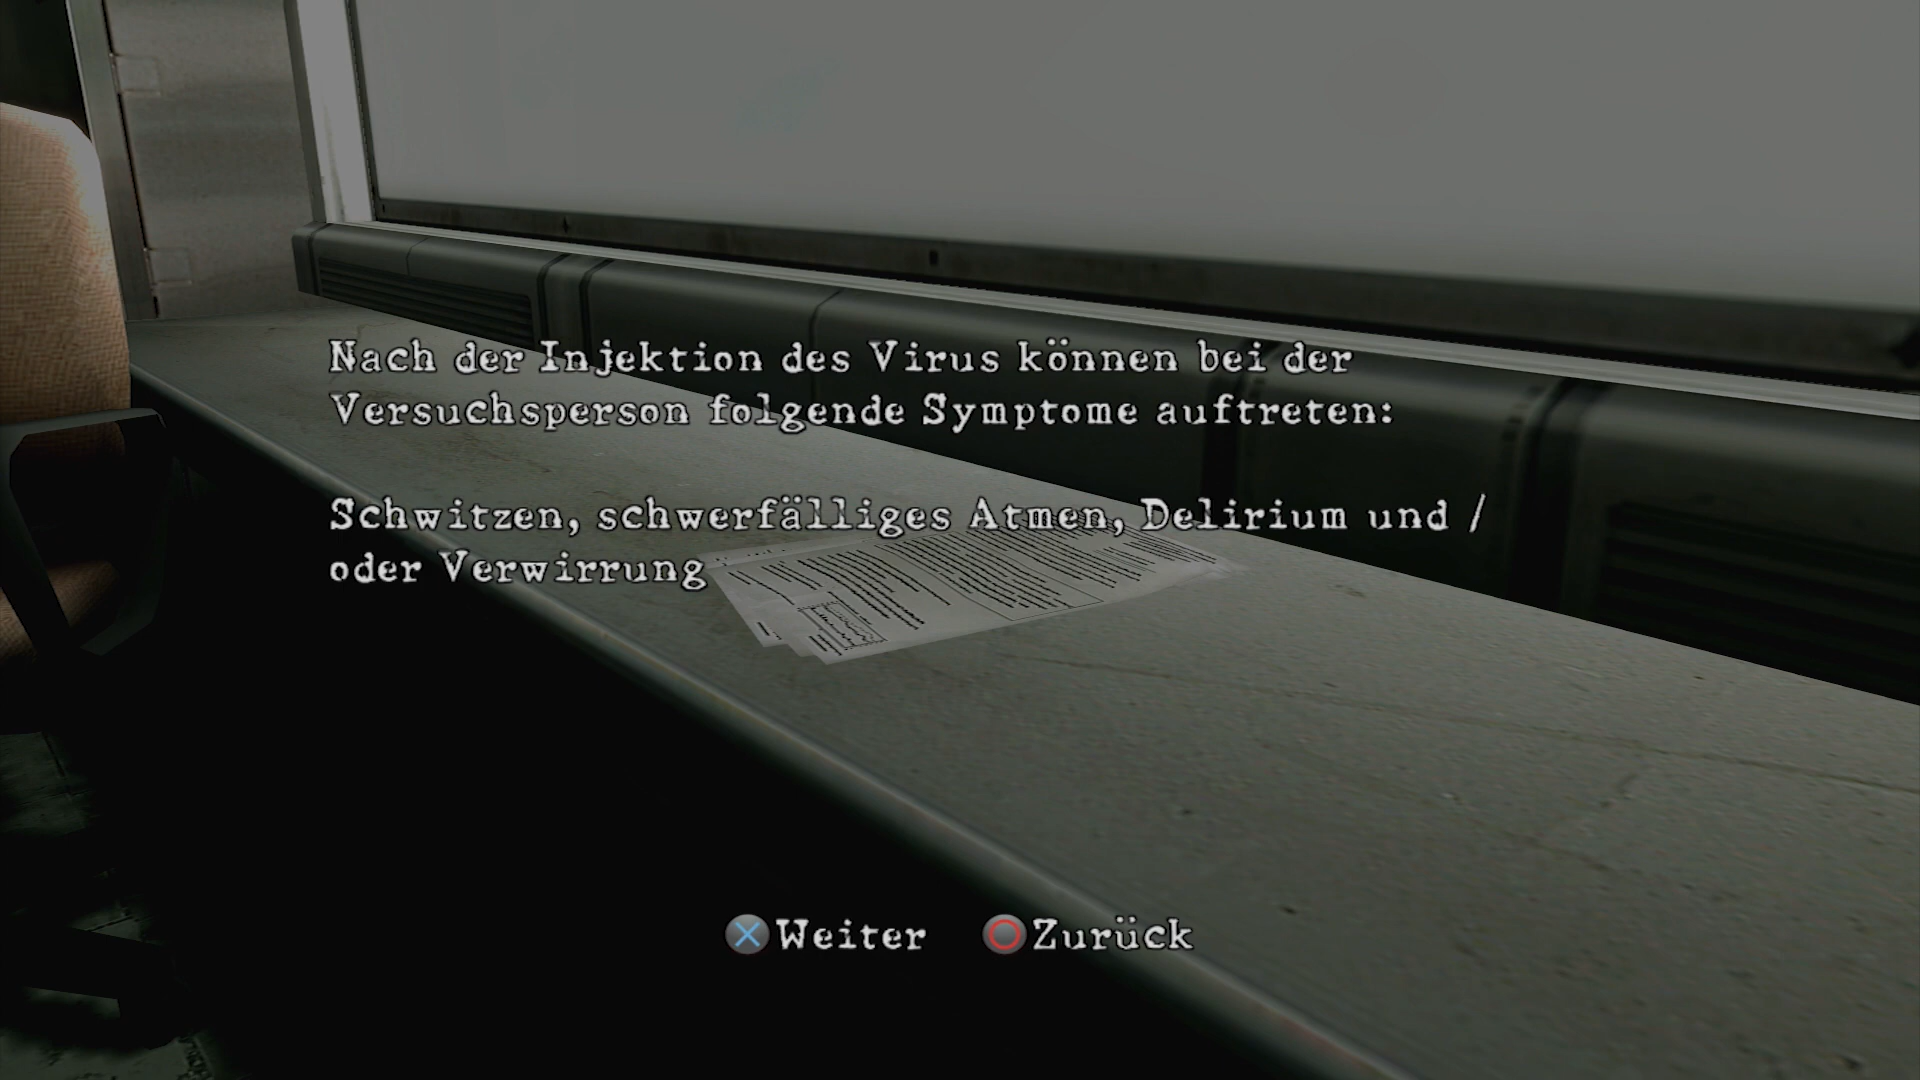 Nach der Injektion des Virus können bei der
Versuchsperson folgende Symptome auftreten:
Schwitzen, schwerfälliges Atmen, Delirium und /
oder Verwirrung
Weiter Zurück